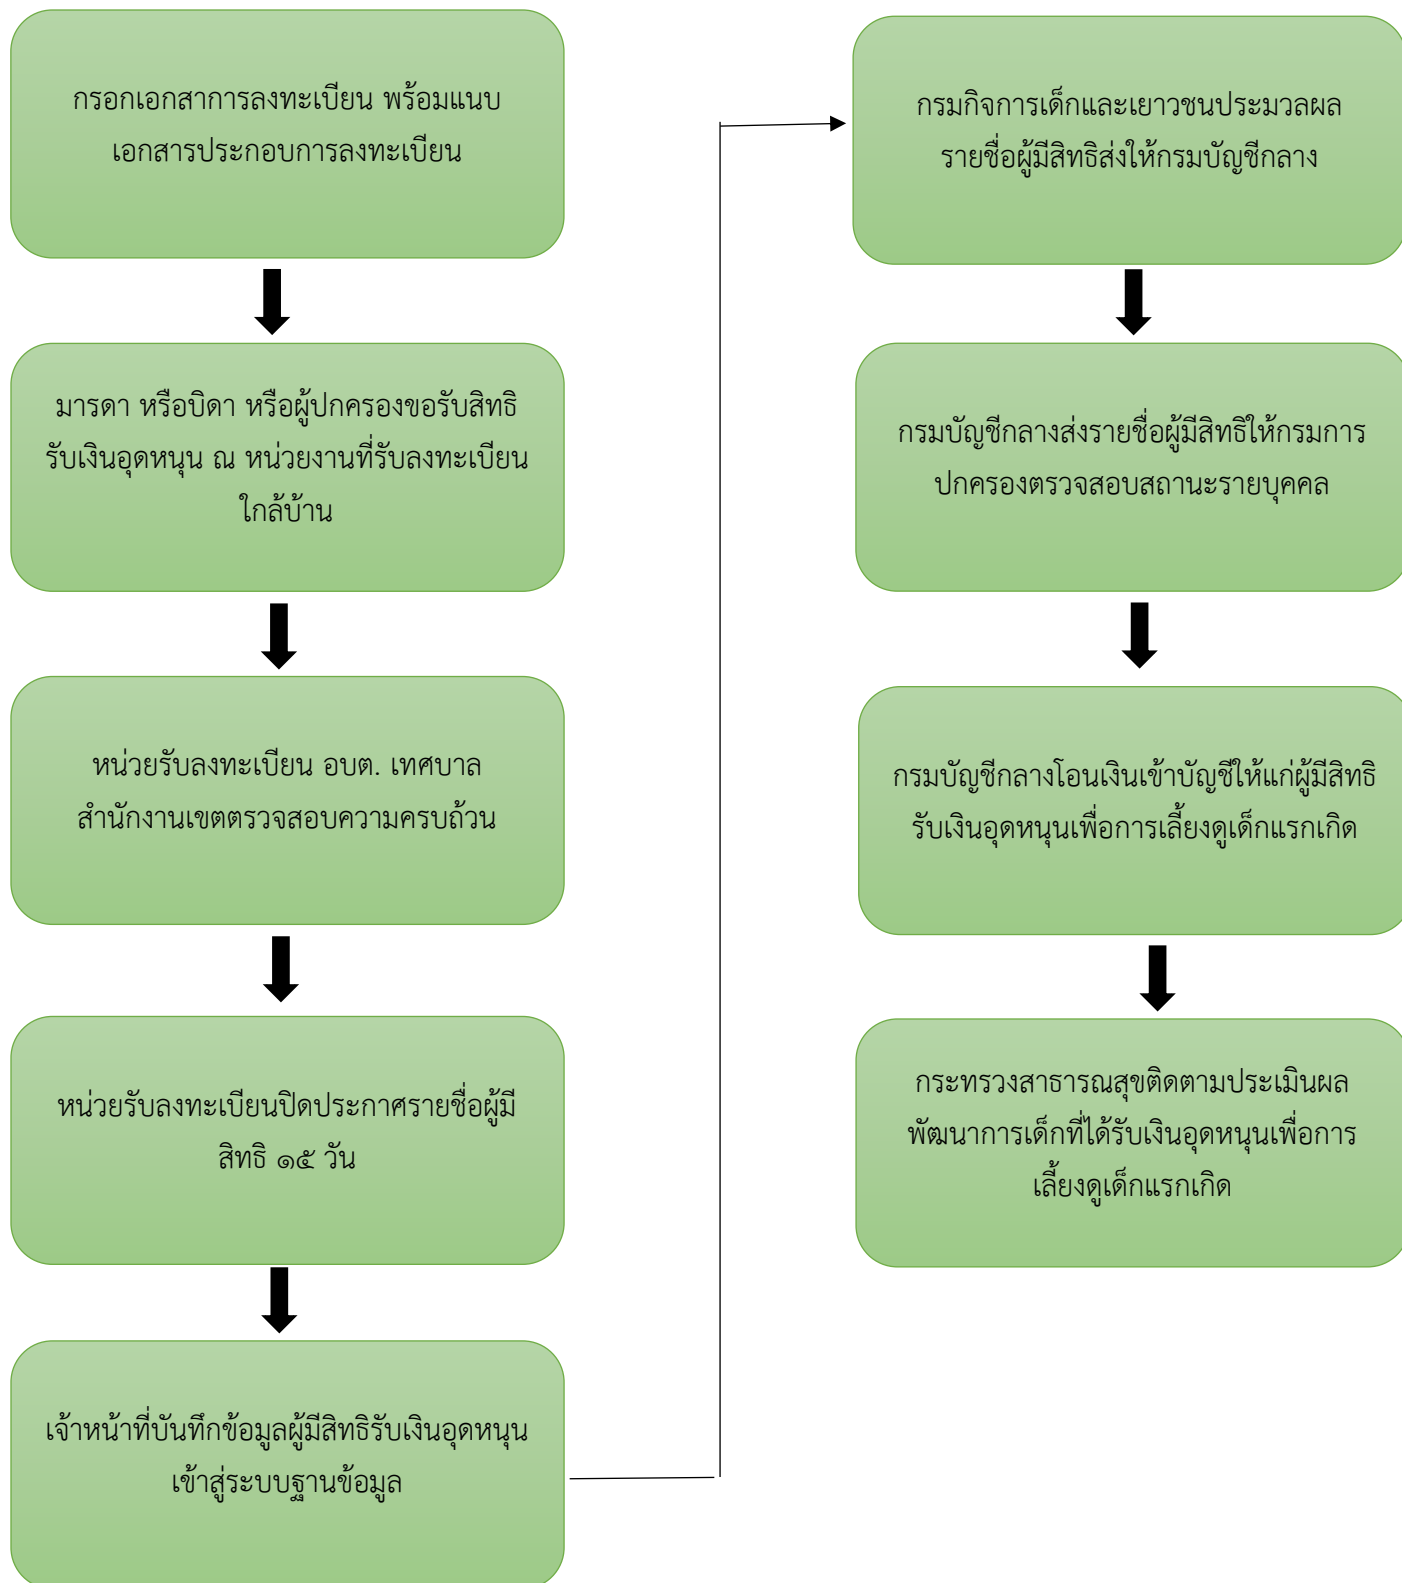 กรอกเอกสาการลงทะเบียน พร้อมแนบ
เอกสารประกอบการลงทะเบียน
มารดา หรือบิดา หรือผู้ปกครองขอรับสิทธิ
รับเงินอุดหนุน ณ หน่วยงานที่รับลงทะเบียน
ใกล้บ้าน
หน่วยรับลงทะเบียน อบต. เทศบาล
สำนักงานเขตตรวจสอบความครบถ้วน
หน่วยรับลงทะเบียนปิดประกาศรายชื่อผู้มี
สิทธิ ๑๕ วัน
เจ้าหน้าที่บันทึกข้อมูลผู้มีสิทธิรับเงินอุดหนุน
เข้าสู่ระบบฐานข้อมูล
กรมกิจการเด็กและเยาวชนประมวลผล
รายชื่อผู้มีสิทธิส่งให้กรมบัญชีกลาง
กรมบัญชีกลางส่งรายชื่อผู้มีสิทธิให้กรมการ
ปกครองตรวจสอบสถานะรายบุคคล
กรมบัญชีกลางโอนเงินเข้าบัญชีให้แก่ผู้มีสิทธิ
รับเงินอุดหนุนเพื่อการเลี้ยงดูเด็กแรกเกิด
กระทรวงสาธารณสุขติดตามประเมินผล
พัฒนาการเด็กที่ได้รับเงินอุดหนุนเพื่อการ
เลี้ยงดูเด็กแรกเกิด